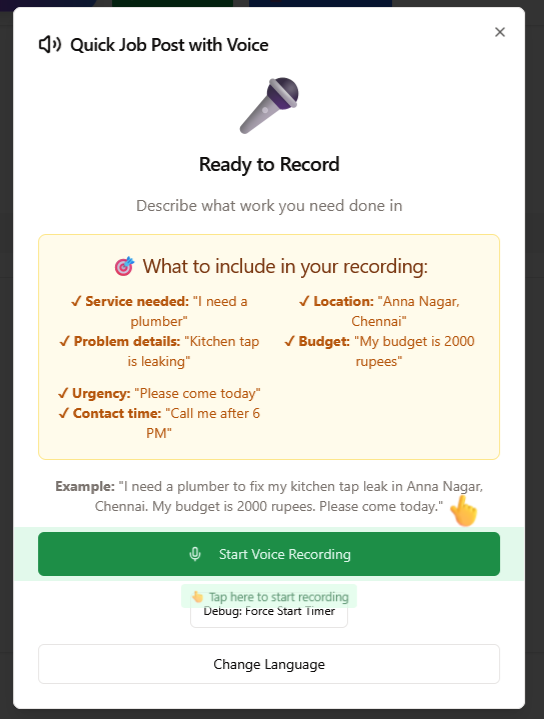 Quick Job Post with Voice
Ready to Record
Describe what work you need done in
What to include in your recording:
✓ Service needed: "I need a
plumber"
✓ Problem details: "Kitchen tap
is leaking"
✓ Urgency: "Please come today"
✓ Contact time: "Call me after 6
PM"
✓ Location: "Anna Nagar,
Chennai"
✓ Budget: "My budget is 2000
rupees"
Example: "I need a plumber to fix my kitchen tap leak in Anna Nagar,
Chennai. My budget is 2000 rupees. Please come today."
Start Voice Recording
Tap here to start recording
Debug: Force Start Timer
Change Language